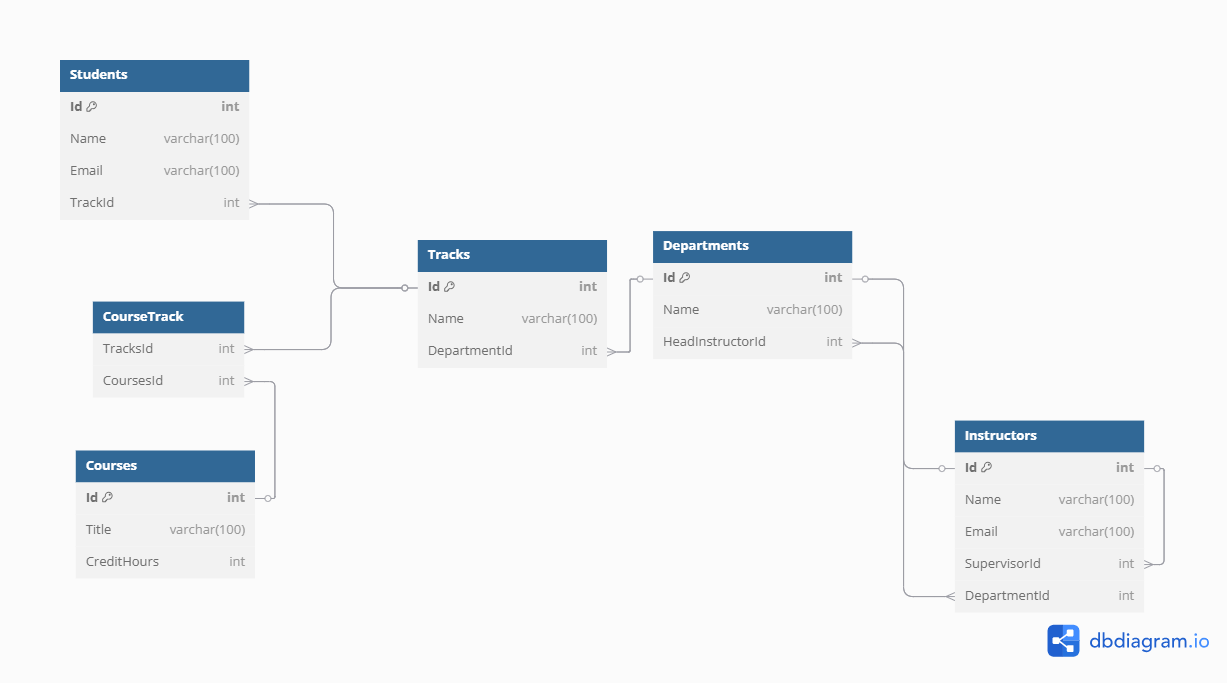 Students
Id int
Name varchar(100)
Email varchar(100)
TrackId int
CourseTrack
TracksId int
CoursesId int
Courses
Id int
Title varchar(100)
CreditHours int
Tracks
Id int
Name varchar(100)
DepartmentId int
Departments
Id int
Name varchar(100)
HeadInstructorId int
Instructors
Id int
Name varchar(100)
Email varchar(100)
SupervisorId int
DepartmentId int
dbdiagram.io